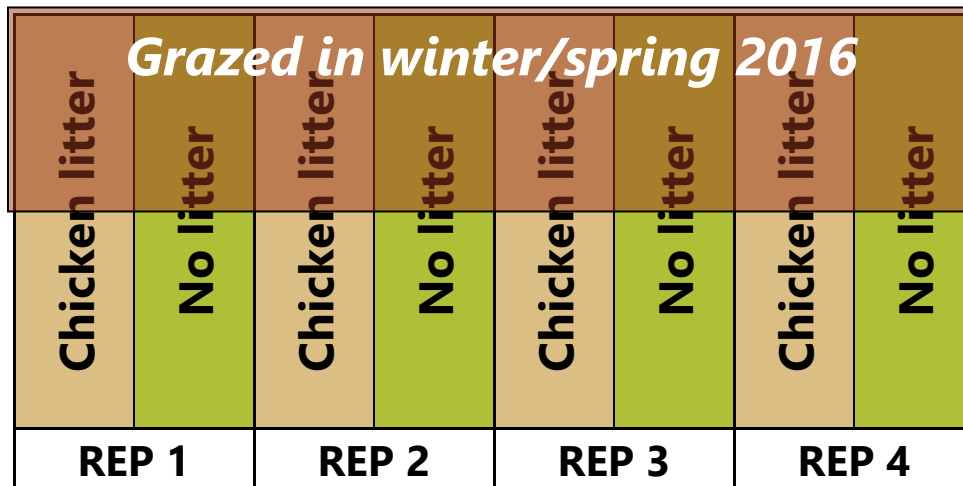 Grazed in winter/spring 2016
Chicken litter
No litter
Chicken litter
No litter
Chicken litter
No litter
Chicken litter
No litter
REP 1
REP 2
REP 3
REP 4